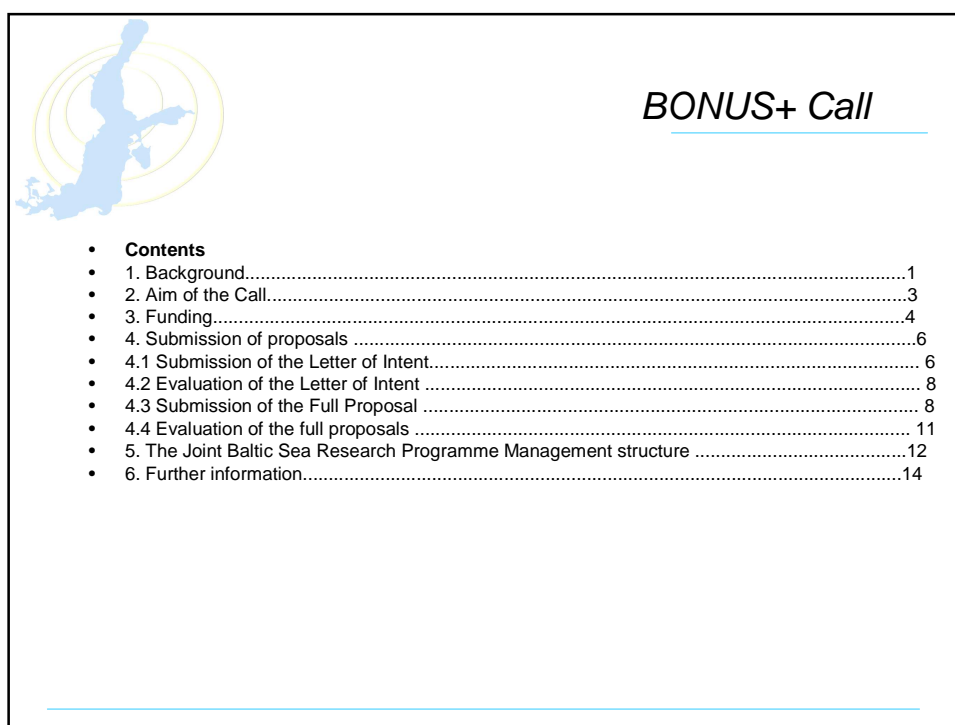 BONUS+ Call
• Contents
• 1. Background...............................................................................................................................1
• 2. Aim of the Call...........................................................................................................................3
• 3. Funding.....................................................................................................................................4
• 4. Submission of proposals ............................................................................................................6
• 4.1 Submission of the Letter of Intent.............................................................................................. 6
• 4.2 Evaluation of the Letter of Intent ............................................................................................... 8
• 4.3 Submission of the Full Proposal ............................................................................................... 8
• 4.4 Evaluation of the full proposals ............................................................................................... 11
• 5. The Joint Baltic Sea Research Programme Management structure .........................................12
• 6. Further information...................................................................................................................14